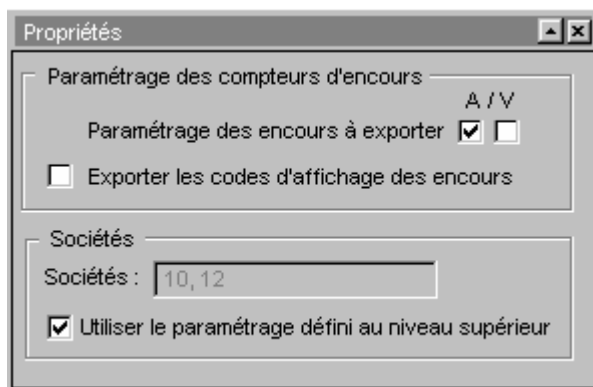 Propriétés
Paramétrage des compteurs d'encours
A / V
Paramétrage des encours à exporter
Exporter les codes d'affichage des encours
Sociétés
Sociétés : 10, 12
Utiliser le paramétrage défini au niveau supérieur